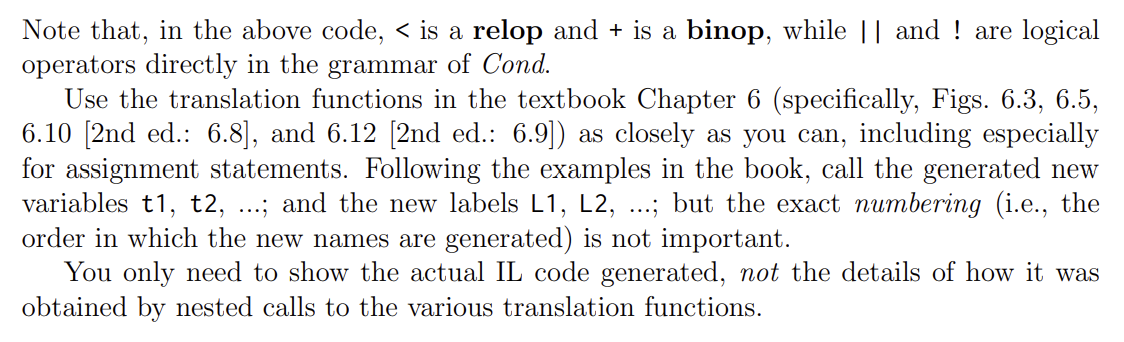 Note that, in the above code, < is a relop and + is a binop, while || and ! are logical
operators directly in the grammar of Cond.
Use the translation functions in the textbook Chapter 6 (specifically, Figs. 6.3, 6.5,
6.10 [2nd ed.: 6.8], and 6.12 [2nd ed.: 6.9]) as closely as you can, including especially
for assignment statements. Following the examples in the book, call the generated new
variables t1, t2, ...; and the new labels L1, L2, ...; but the exact numbering (i.e., the
order in which the new names are generated) is not important.
You only need to show the actual IL code generated, not the details of how it was
obtained by nested calls to the various translation functions.